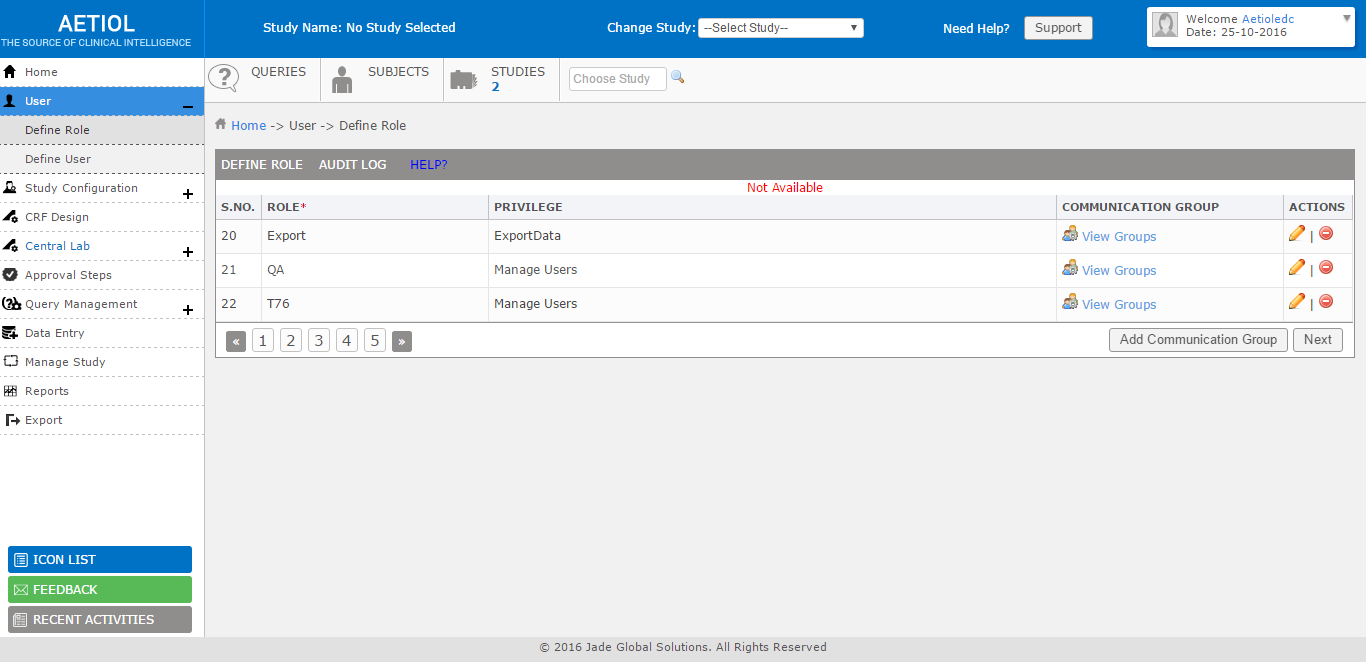 AETIOL
THE SOURCE OF CLINICAL INTELLIGENCE
Study Name: No Study Selected
Change Study: --Select Study--
Need Help? Support
Welcome Aetioledc
Date: 25-10-2016
Home
User
Define Role
Define User
Study Configuration
CRF Design
Central Lab
Approval Steps
Query Management
Data Entry
Manage Study
Reports
Export
ICON LIST
FEEDBACK
RECENT ACTIVITIES
QUERIES
SUBJECTS
STUDIES
2
Choose Study
Home -> User -> Define Role
DEFINE ROLE AUDIT LOG HELP?
Not Available
S.NO. ROLE* PRIVILEGE COMMUNICATION GROUP ACTIONS
20 Export ExportData View Groups |
21 QA Manage Users View Groups |
22 T76 Manage Users View Groups |
« 1 2 3 4 5 » Add Communication Group Next
© 2016 Jade Global Solutions. All Rights Reserved